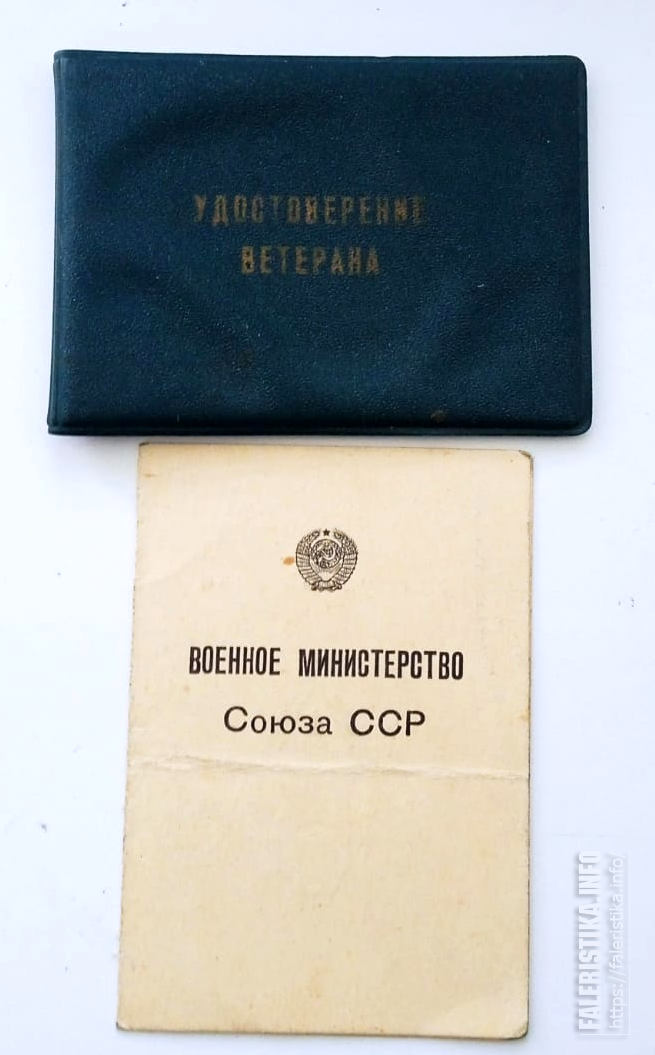 УДОСТОВЕРЕНИЕ
ВЕТЕРАНА
ВОЕННОЕ МИНИСТЕРСТВО
Союза ССР
FALERISTIKA.INFO
https://faleristika.info/